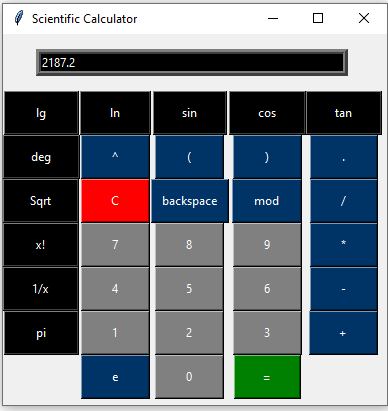 Scientific Calculator
2187.2
lg ln sin cos tan
deg ^ ( ) .
Sqrt C backspace mod /
x! 7 8 9 *
1/x 4 5 6 -
pi 1 2 3 +
e 0 =